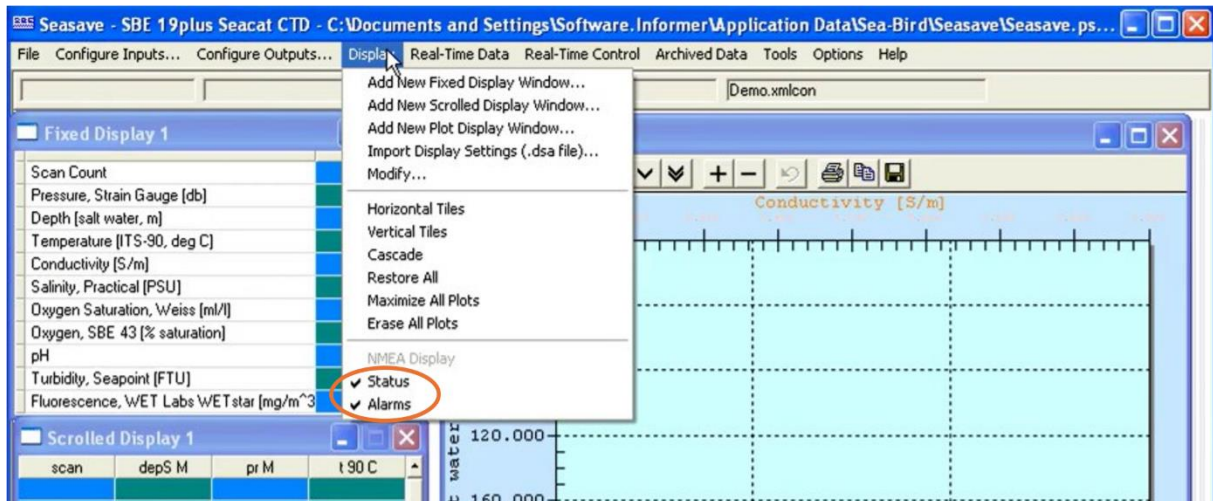 SBE Seasave - SBE 19plus Seacat CTD - C:\Documents and Settings\Software.Informer\Application Data\Sea-Bird\Seasave\Seasave.ps...
File Configure Inputs... Configure Outputs... Display Real-Time Data Real-Time Control Archived Data Tools Options Help
Demo.xmlcon
Fixed Display 1
Scan Count
Pressure, Strain Gauge [db]
Depth [salt water, m]
Temperature [ITS-90, deg C]
Conductivity [S/m]
Salinity, Practical [PSU]
Oxygen Saturation, Weiss [ml/l]
Oxygen, SBE 43 [% saturation]
pH
Turbidity, Seapoint [FTU]
Fluorescence, WET Labs WETstar [mg/m^3
Scrolled Display 1
scan depS M pr M t 90 C
Add New Fixed Display Window...
Add New Scrolled Display Window...
Add New Plot Display Window...
Import Display Settings (.dsa file)...
Modify...
Horizontal Tiles
Vertical Tiles
Cascade
Restore All
Maximize All Plots
Erase All Plots
NMEA Display
Status
Alarms
Conductivity [S/m]
120.000
water
160.000